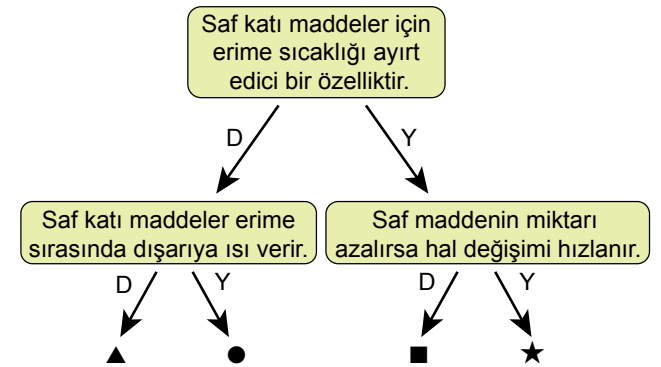 Saf katı maddeler için
erime sıcaklığı ayırt
edici bir özelliktir.
D
Y
Saf katı maddeler erime
sırasında dışarıya ısı verir.
Saf maddenin miktarı
azalırsa hal değişimi hızlanır.
D
Y
D
Y